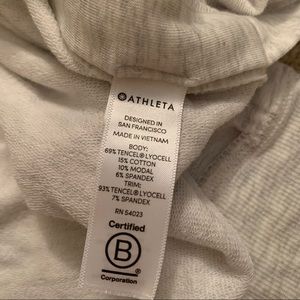 ATHLETA
DESIGNED IN
SAN FRANCISCO
MADE IN VIETNAM
BODY:
69% TENCEL® LYOCELL
15% COTTON
10% MODAL
6% SPANDEX
TRIM:
93% TENCEL® LYOCELL
7% SPANDEX
RN 54023
Certified
B
Corporation